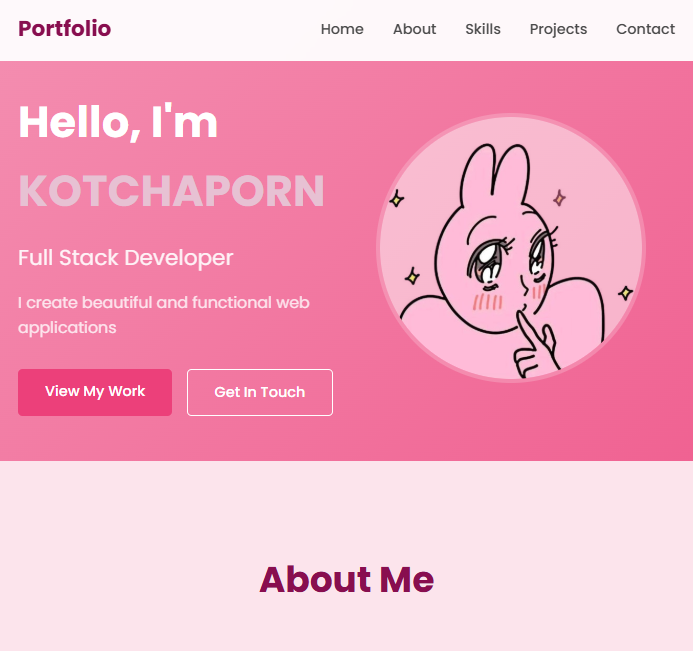 Portfolio
Home About Skills Projects Contact
Hello, I'm
KOTCHAPORN
Full Stack Developer
I create beautiful and functional web
applications
View My Work
Get In Touch
About Me